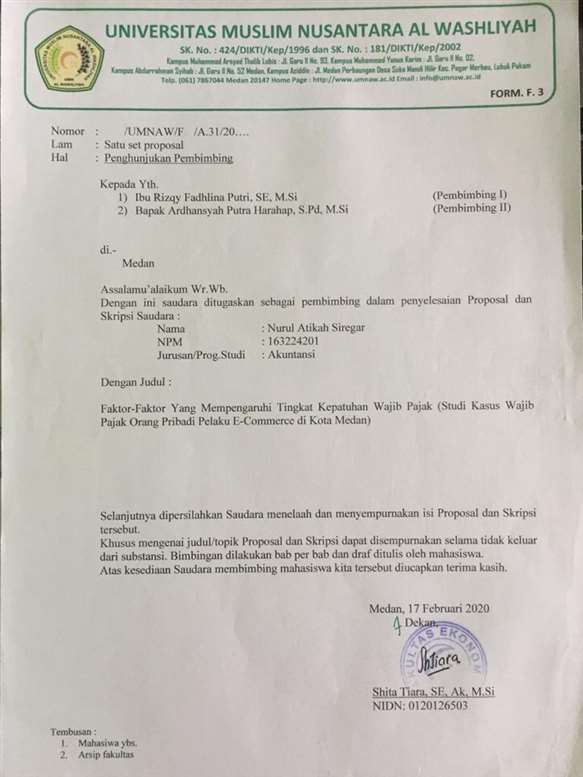 UNIVERSITAS MUSLIM NUSANTARA AL WASHLIYAH
SK. No. : 424/DIKTI/Kep/1996 dan SK. No. : 181/DIKTI/Kep/2002
Kampus Muhammad Arsyad Thalib Lubis : Jl. Garu II No. 93, Kampus Muhammad Yunus Karim : Jl. Garu II No. 02,
Kampus Abdurrahman Syihab : Jl. Garu II No. 52 Medan, Kampus Aziddin : Jl. Medan Perbaungan Desa Suka Mandi Hilir Kec. Pagar Merbau, Lubuk Pakam
Telp. (061) 7867044 Medan 20147 Home Page : http://www.umnaw.ac.id Email : info@umnaw.ac.id
FORM. F. 3
Nomor : /UMNAW/F /A.31/20….
Lam : Satu set proposal
Hal : Penghunjukan Pembimbing
Kepada Yth.
1) Ibu Rizqy Fadhlina Putri, SE, M.Si (Pembimbing I)
2) Bapak Ardhansyah Putra Harahap, S.Pd, M.Si (Pembimbing II)
di.-
Medan
Assalamu’alaikum Wr.Wb.
Dengan ini saudara ditugaskan sebagai pembimbing dalam penyelesaian Proposal dan
Skripsi Saudara :
Nama : Nurul Atikah Siregar
NPM : 163224201
Jurusan/Prog.Studi : Akuntansi
Dengan Judul :
Faktor-Faktor Yang Mempengaruhi Tingkat Kepatuhan Wajib Pajak (Studi Kasus Wajib
Pajak Orang Pribadi Pelaku E-Commerce di Kota Medan)
Selanjutnya dipersilahkan Saudara menelaah dan menyempurnakan isi Proposal dan Skripsi
tersebut.
Khusus mengenai judul/topik Proposal dan Skripsi dapat disempurnakan selama tidak keluar
dari substansi. Bimbingan dilakukan bab per bab dan draf ditulis oleh mahasiswa.
Atas kesediaan Saudara membimbing mahasiswa kita tersebut diucapkan terima kasih.
Medan, 17 Februari 2020
Dekan,
KULTAS EKONOM
Shita Tiara, SE, Ak, M.Si
NIDN: 0120126503
Tembusan :
1. Mahasiwa ybs.
2. Arsip fakultas